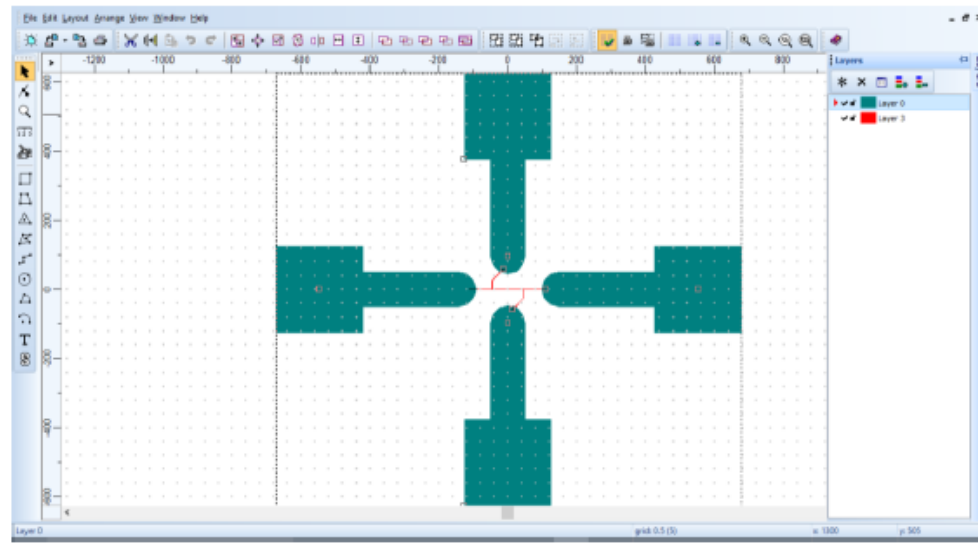 File Edit Layout Arrange View Window Help
-1200 -1000 -800 -600 -400 -200 0 200 400 600 800
Layers
Layer 0
Layer 3
600
400
200
0
-200
-400
-600
T
Layer 0 grid: 0.5 (5) x: 1300 y: 505